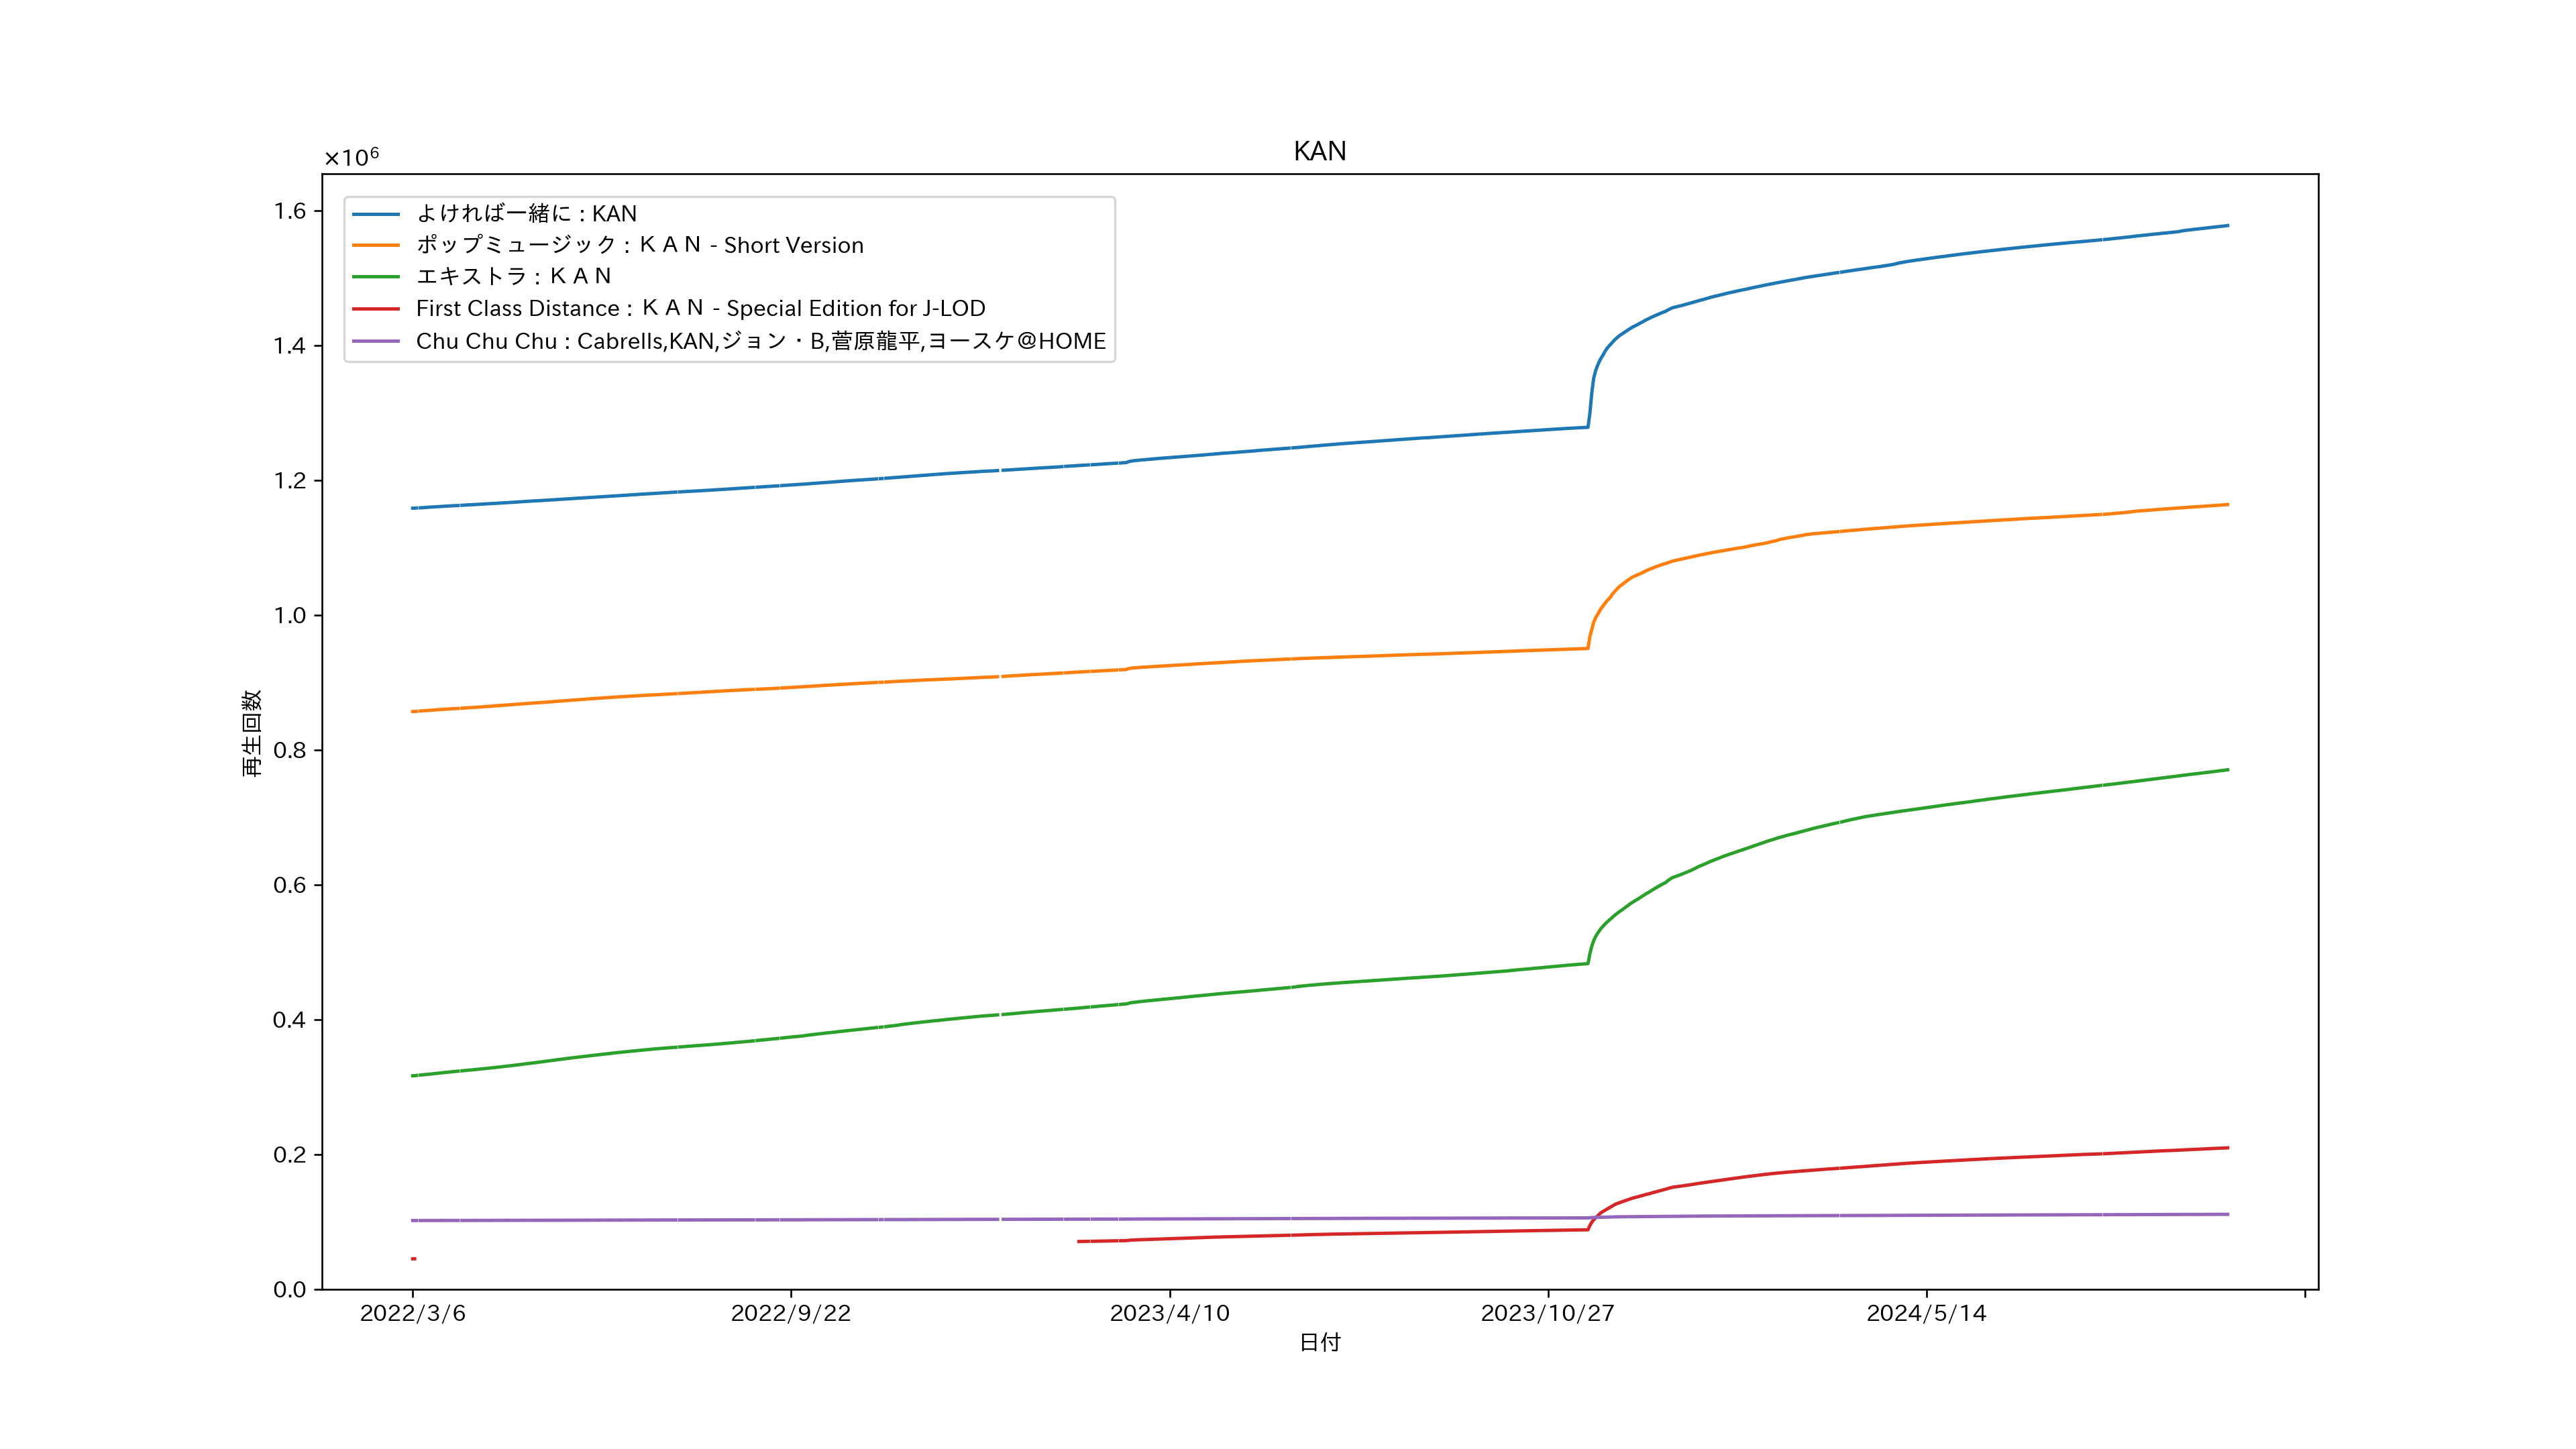 KAN
×10⁶
よければ一緒に : KAN
ポップミュージック : ＫＡＮ - Short Version
エキストラ : ＫＡＮ
First Class Distance : ＫＡＮ - Special Edition for J-LOD
Chu Chu Chu : Cabrells,KAN,ジョン・B,菅原龍平,ヨースケ@HOME
1.6
1.4
1.2
1.0
0.8
0.6
0.4
0.2
0.0
再生回数
2022/3/6
2022/9/22
2023/4/10
2023/10/27
2024/5/14
日付